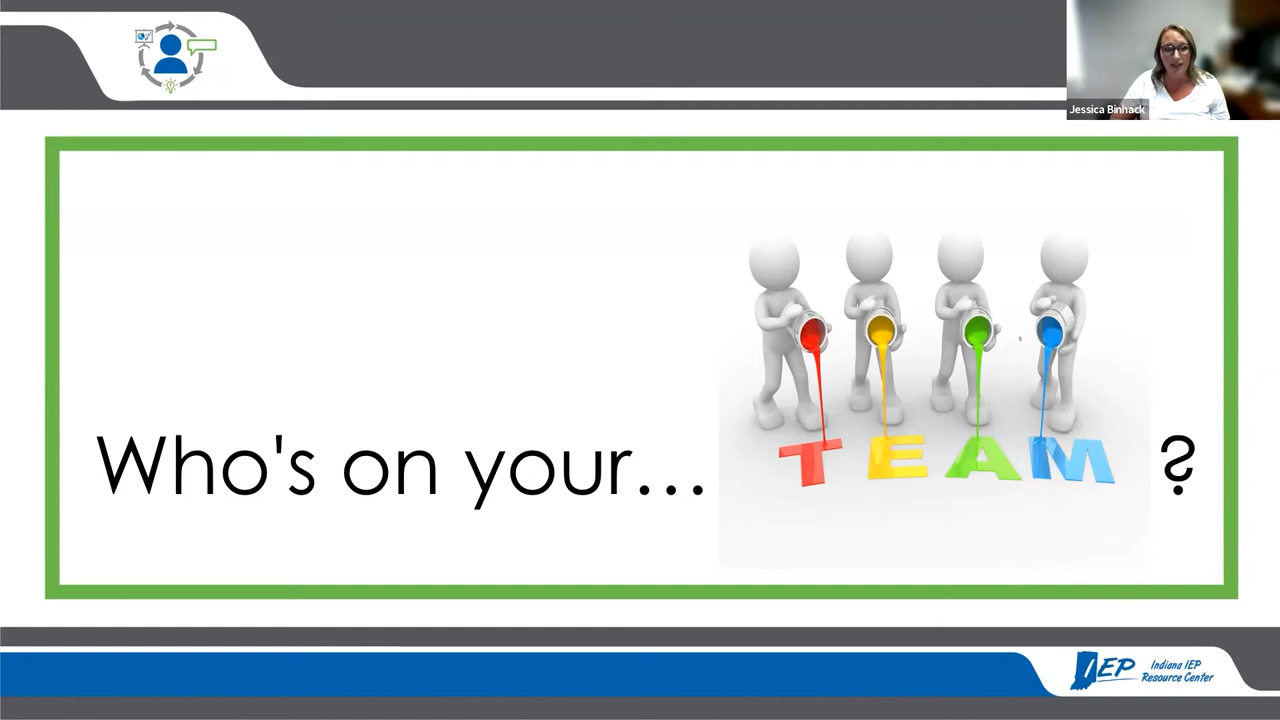 Jessica Binhack
Who's on your... TEAM ?
IEP Indiana IEP
Resource Center